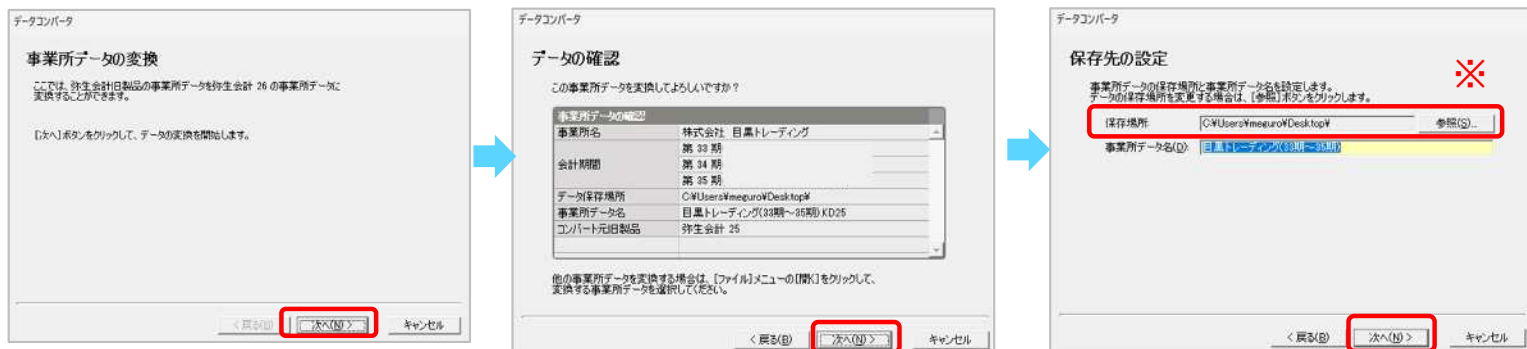 データコンバータ
事業所データの変換
ここでは、弥生会計旧製品の事業所データを弥生会計 26 の事業所データに
変換することができます。
[次へ]ボタンをクリックして、データの変換を開始します。
< 戻る(B)
次へ(N) >
キャンセル
データコンバータ
データの確認
この事業所データを変換してよろしいですか?
事業所データの確認
事業所名 株式会社 目黒トレーディング
会計期間 第 33 期
第 34 期
第 35 期
データ保存場所 C:¥Users¥meguro¥Desktop¥
事業所データ名 目黒トレーディング(33期～35期).KD25
コンバート元旧製品 弥生会計 25
他の事業所データを変換する場合は、[ファイル]メニューの[開く]をクリックして、
変換する事業所データを選択してください。
< 戻る(B)
次へ(N) >
キャンセル
データコンバータ
保存先の設定
※
事業所データの保存場所と事業所データ名を設定します。
データの保存場所を変更する場合は、[参照]ボタンをクリックします。
保存場所: C:¥Users¥meguro¥Desktop¥ 参照(S)...
事業所データ名(D): 目黒トレーディング(33期～35期)
< 戻る(B)
次へ(N) >
キャンセル